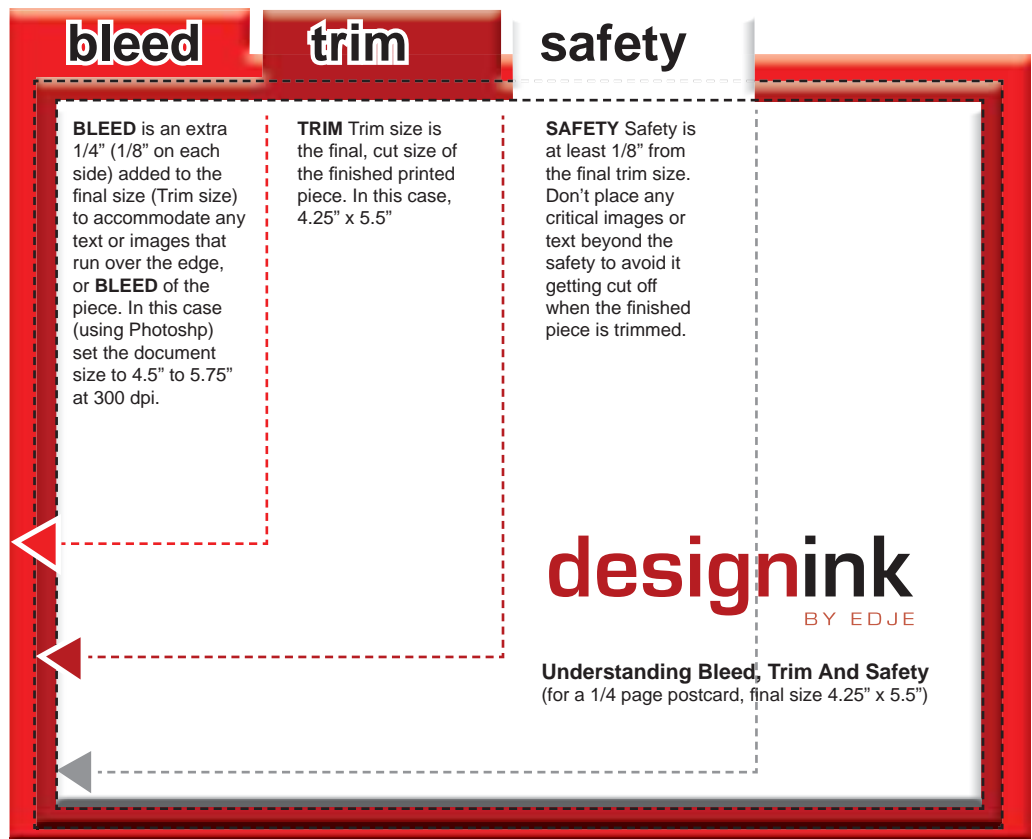 bleed
trim
safety
BLEED is an extra
1/4” (1/8” on each
side) added to the
final size (Trim size)
to accommodate any
text or images that
run over the edge,
or BLEED of the
piece. In this case
(using Photoshp)
set the document
size to 4.5” to 5.75”
at 300 dpi.
TRIM Trim size is
the final, cut size of
the finished printed
piece. In this case,
4.25” x 5.5”
SAFETY Safety is
at least 1/8” from
the final trim size.
Don’t place any
critical images or
text beyond the
safety to avoid it
getting cut off
when the finished
piece is trimmed.
designink
BY EDJE
Understanding Bleed, Trim And Safety
(for a 1/4 page postcard, final size 4.25” x 5.5”)